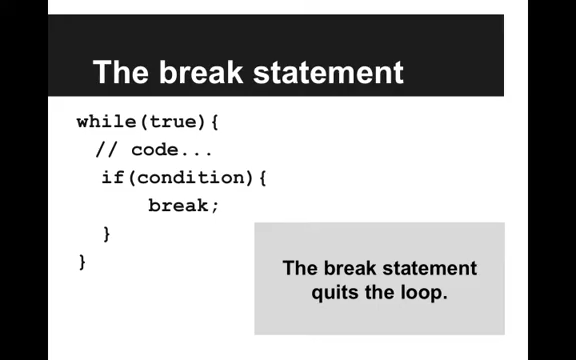 The break statement
while(true){
// code...
if(condition){
break;
}
}
The break statement
quits the loop.